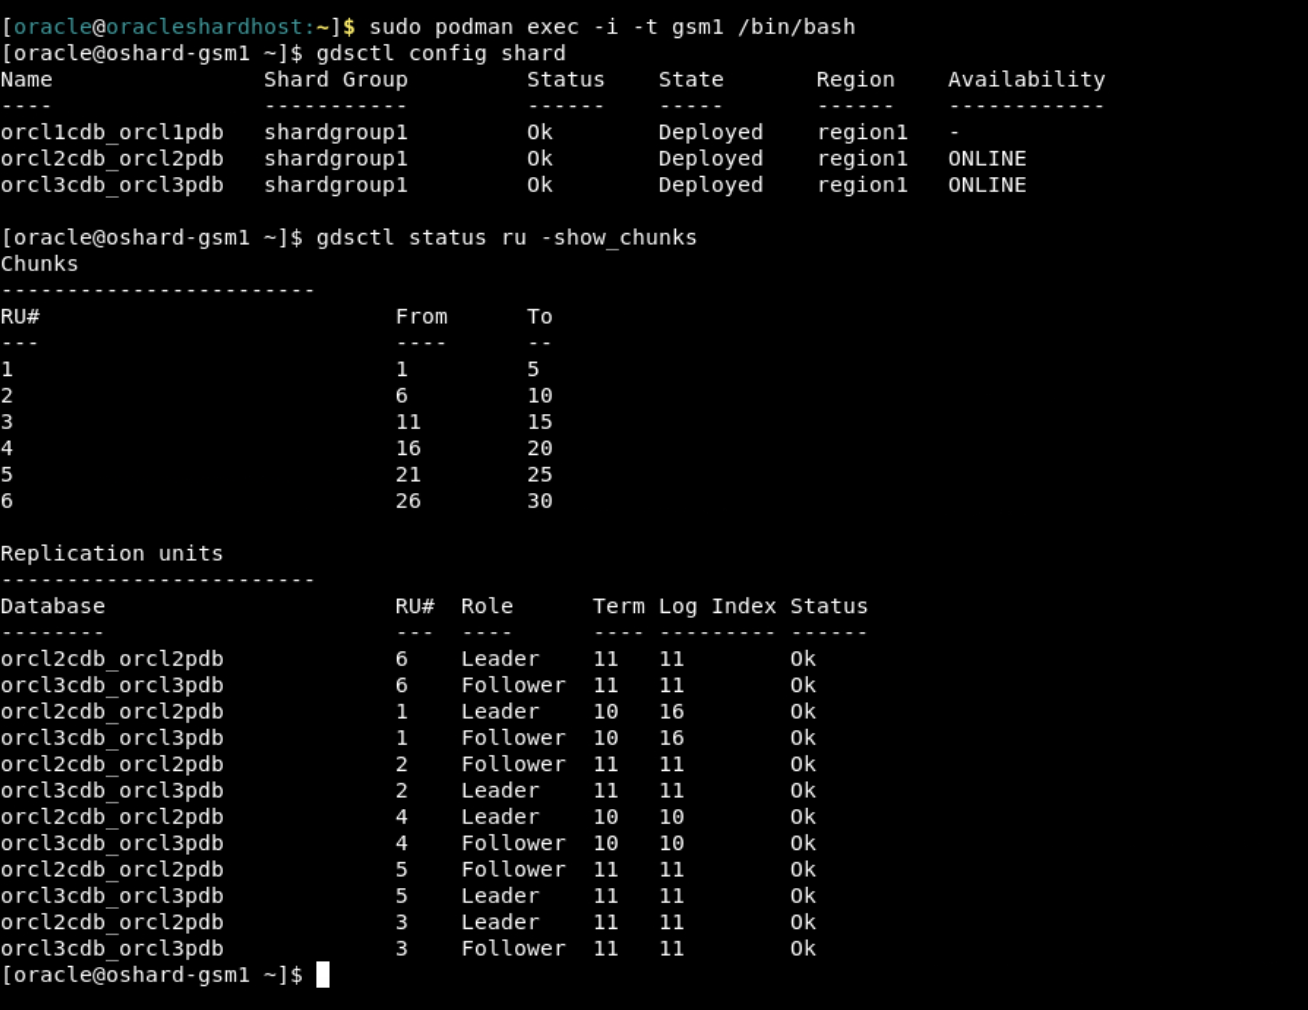 [oracle@oracleshardhost:~]$ sudo podman exec -i -t gsm1 /bin/bash
[oracle@oshard-gsm1 ~]$ gdsctl config shard
Name                Shard Group         Status    State       Region    Availability
----                -----------         ------    -----       ------    ------------
orcl1cdb_orcl1pdb   shardgroup1         Ok        Deployed    region1   -
orcl2cdb_orcl2pdb   shardgroup1         Ok        Deployed    region1   ONLINE
orcl3cdb_orcl3pdb   shardgroup1         Ok        Deployed    region1   ONLINE

[oracle@oshard-gsm1 ~]$ gdsctl status ru -show_chunks
Chunks
------------------------
RU#                           From      To
---                           ----      --
1                             1         5
2                             6         10
3                             11        15
4                             16        20
5                             21        25
6                             26        30

Replication units
------------------------
Database                      RU#  Role      Term Log Index Status
--------                      ---  ----      ---- --------- ------
orcl2cdb_orcl2pdb             6    Leader    11   11        Ok
orcl3cdb_orcl3pdb             6    Follower  11   11        Ok
orcl2cdb_orcl2pdb             1    Leader    10   16        Ok
orcl3cdb_orcl3pdb             1    Follower  10   16        Ok
orcl2cdb_orcl2pdb             2    Follower  11   11        Ok
orcl3cdb_orcl3pdb             2    Leader    11   11        Ok
orcl2cdb_orcl2pdb             4    Leader    10   10        Ok
orcl3cdb_orcl3pdb             4    Follower  10   10        Ok
orcl2cdb_orcl2pdb             5    Follower  11   11        Ok
orcl3cdb_orcl3pdb             5    Leader    11   11        Ok
orcl2cdb_orcl2pdb             3    Leader    11   11        Ok
orcl3cdb_orcl3pdb             3    Follower  11   11        Ok
[oracle@oshard-gsm1 ~]$